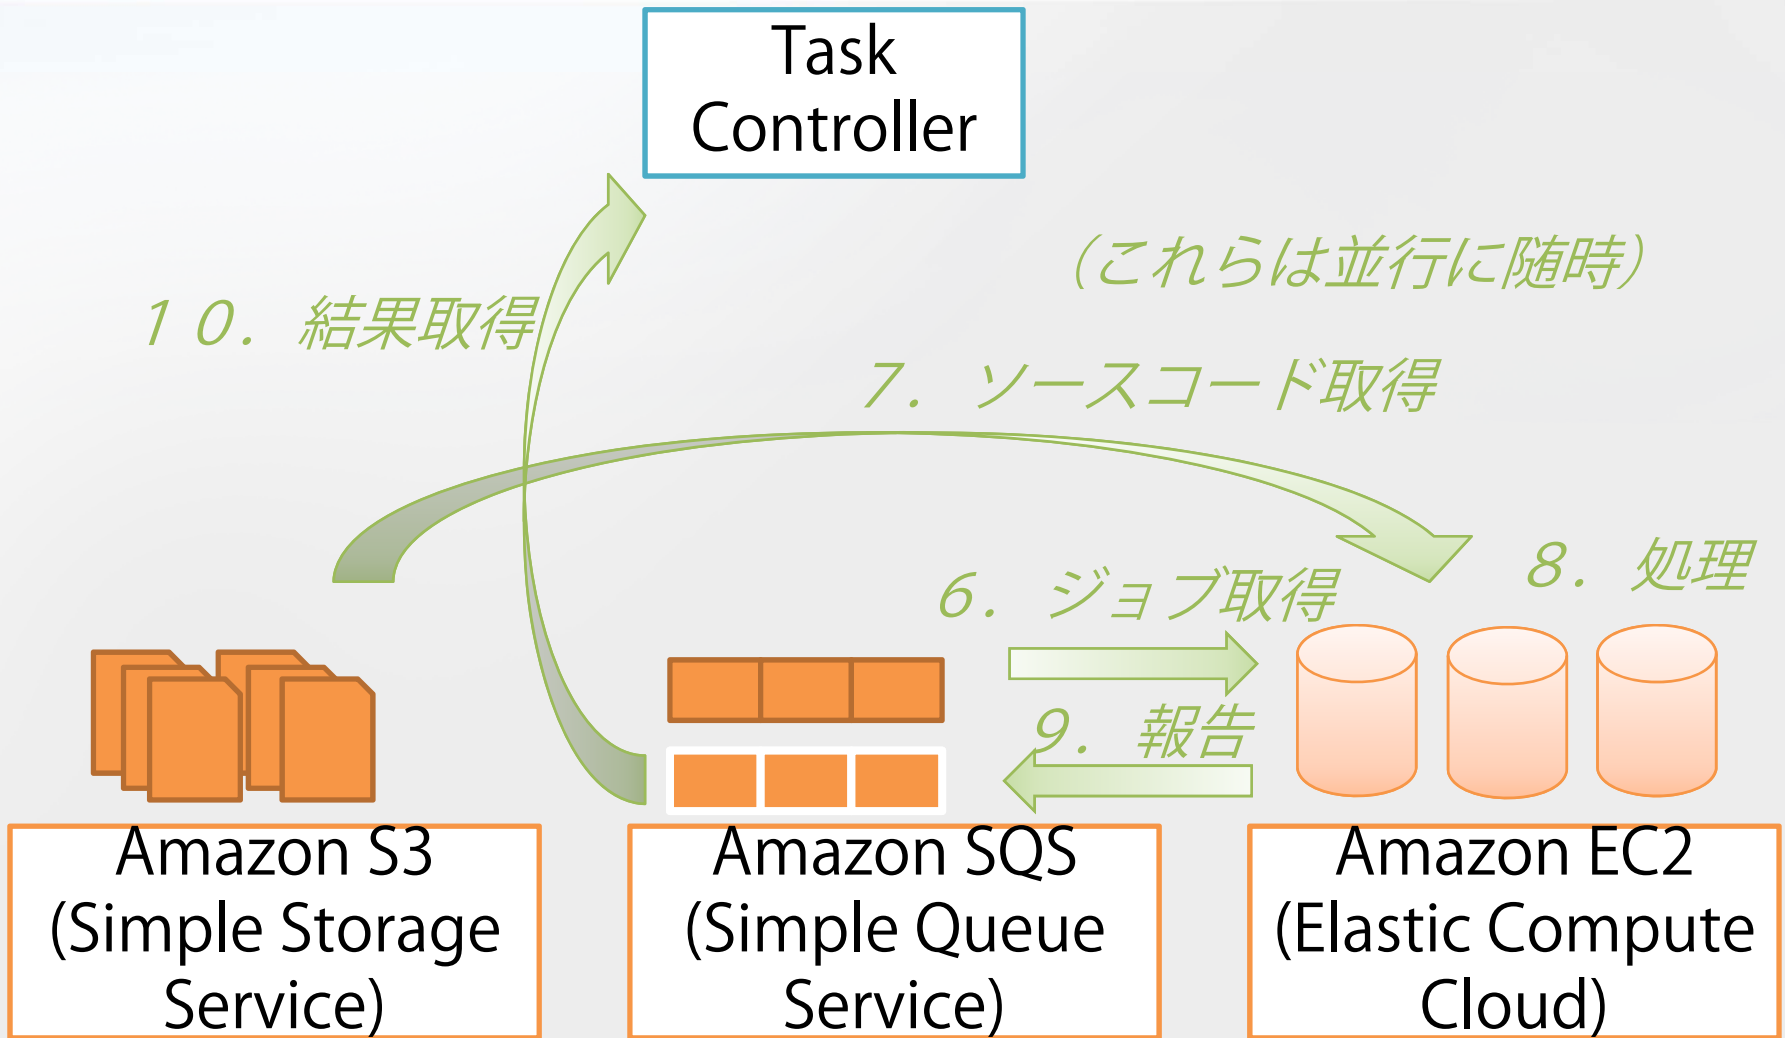 Task
Controller
（これらは並行に随時）
１０．結果取得
７．ソースコード取得
８．処理
６．ジョブ取得
９．報告
Amazon S3
(Simple Storage
Service)
Amazon SQS
(Simple Queue
Service)
Amazon EC2
(Elastic Compute
Cloud)